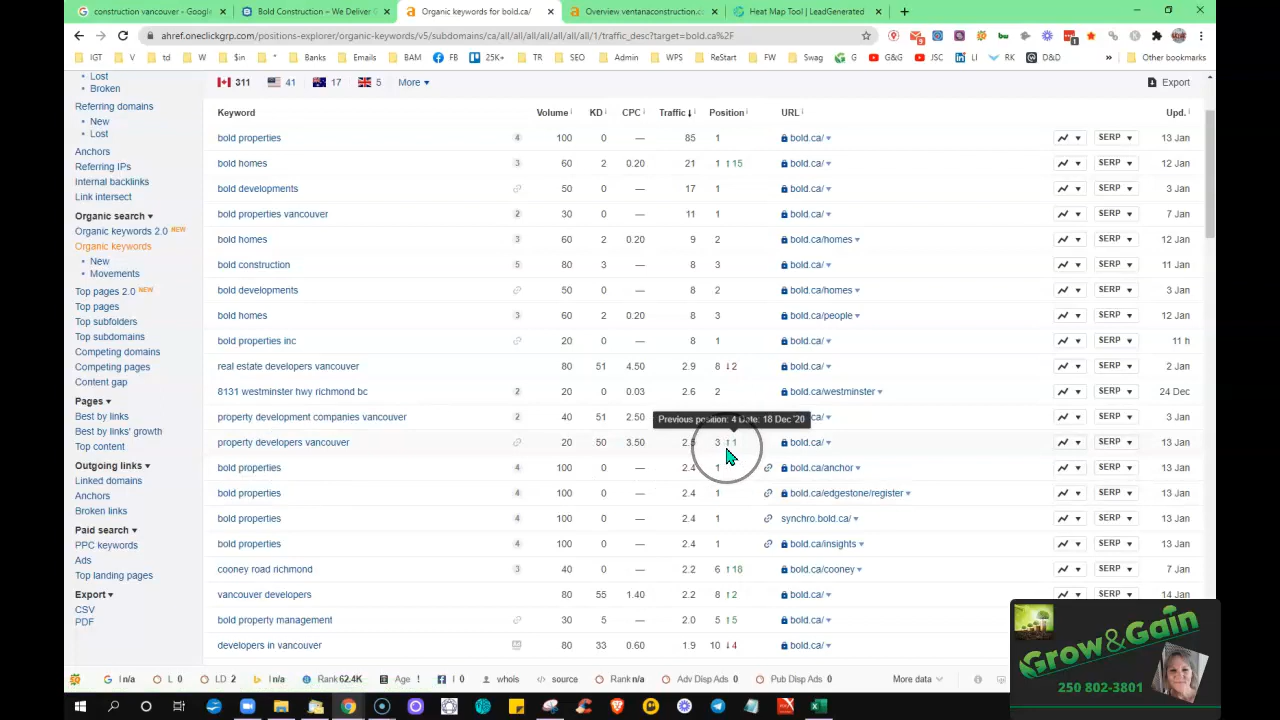 construction vancouver - Google
Bold Construction – We Deliver G
Organic keywords for bold.ca/
Overview ventanaconstruction.co
Heat Map Tool | LeadGenerated
ahref.oneclickgrp.com/positions-explorer/organic-keywords/v5/subdomains/ca/all/all/all/all/all/all/all/1/traffic_desc?target=bold.ca%2F
IGT V td W $in * Banks Emails BAM FB 25K+ TR SEO Admin WPG ReStart FW Swag G G&G JSC LI RK D&D » Other bookmarks
Lost
Broken
Referring domains
New
Lost
Anchors
Referring IPs
Internal backlinks
Link intersect
Organic search
Organic keywords 2.0 NEW
Organic keywords
New
Movements
Top pages 2.0 NEW
Top pages
Top subfolders
Top subdomains
Competing domains
Competing pages
Content gap
Pages
Best by links
Best by links' growth
Top content
Outgoing links
Linked domains
Anchors
Broken links
Paid search
PPC keywords
Ads
Top landing pages
Export
CSV
PDF
311 41 17 5 More Export
Keyword Volume KD CPC Traffic Position URL Upd.
bold properties 4 100 0 — 85 1 bold.ca/ SERP 13 Jan
bold homes 3 60 2 0.20 21 1 ↑15 bold.ca/ SERP 12 Jan
bold developments 50 0 — 17 1 bold.ca/ SERP 3 Jan
bold properties vancouver 2 30 0 — 11 1 bold.ca/ SERP 7 Jan
bold homes 3 60 2 0.20 9 2 bold.ca/homes SERP 12 Jan
bold construction 5 80 3 — 8 3 bold.ca/ SERP 11 Jan
bold developments 50 0 — 8 2 bold.ca/homes SERP 3 Jan
bold homes 3 60 2 0.20 8 3 bold.ca/people SERP 12 Jan
bold properties inc 20 0 — 8 1 bold.ca/ SERP 11 h
real estate developers vancouver 80 51 4.50 2.9 8 ↓2 bold.ca/ SERP 2 Jan
8131 westminster hwy richmond bc 2 20 0 0.03 2.6 2 bold.ca/westminster SERP 24 Dec
property development companies vancouver 2 40 51 2.50 ca/ SERP 3 Jan
Previous position: 4 Date: 18 Dec '20
property developers vancouver 20 50 3.50 2.5 3 ↑1 bold.ca/ SERP 13 Jan
bold properties 4 100 0 — 2.4 1 bold.ca/anchor SERP 13 Jan
bold properties 4 100 0 — 2.4 1 bold.ca/edgestone/register SERP 13 Jan
bold properties 4 100 0 — 2.4 1 synchro.bold.ca/ SERP 13 Jan
bold properties 4 100 0 — 2.4 1 bold.ca/insights SERP 13 Jan
cooney road richmond 3 40 0 — 2.2 6 ↑18 bold.ca/cooney SERP 7 Jan
vancouver developers 80 55 1.40 2.2 8 ↑2 bold.ca/ SERP 14 Jan
bold property management 30 5 — 2.0 5 ↑5 bold.ca/
developers in vancouver 80 33 0.60 1.9 10 ↓4 bold.ca/
I n/a L 0 LD 2 I n/a Rank 62.4K Age ! I 0 whois source Rank n/a Adv Disp Ads 0 Pub Disp Ads 0 More data
Grow&Gain
250 802-3801